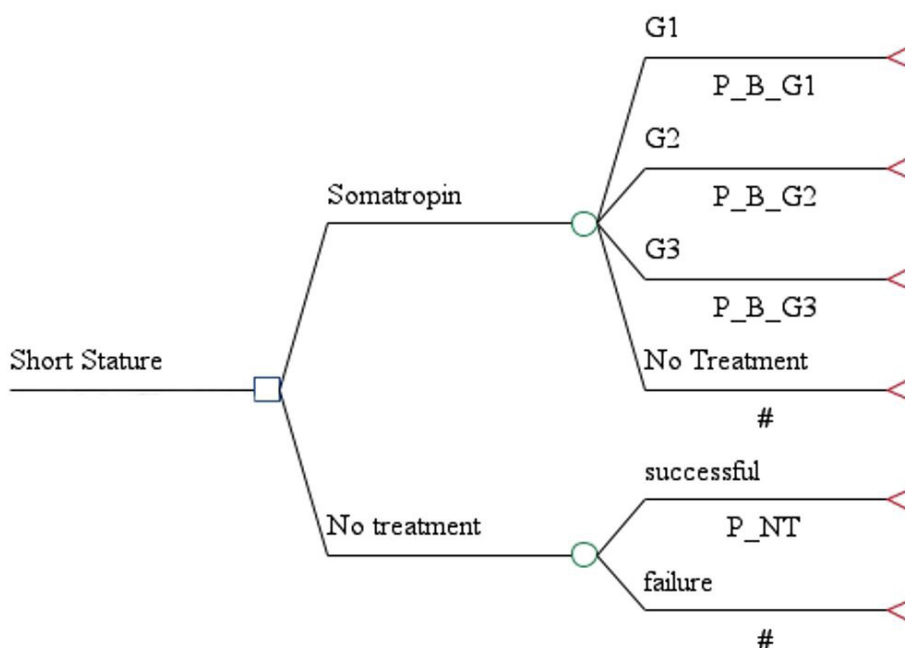 G1
P_B_G1
G2
P_B_G2
Somatropin
G3
P_B_G3
Short Stature
No Treatment
#
successful
P_NT
No treatment
failure
#